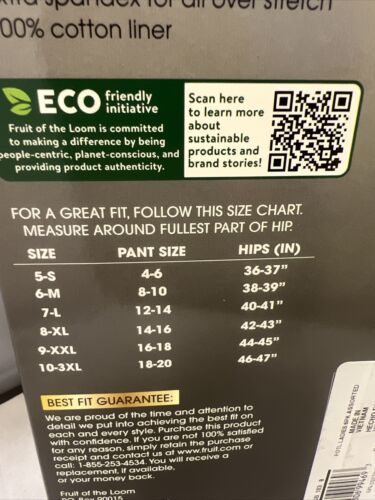 xtra spandex for all over stretch
00% cotton liner
ECO friendly initiative
Fruit of the Loom is committed
to making a difference by being
people-centric, planet-conscious, and
providing product authenticity.
Scan here
to learn more
about
sustainable
products and
brand stories!
FOR A GREAT FIT, FOLLOW THIS SIZE CHART.
MEASURE AROUND FULLEST PART OF HIP.
SIZE PANT SIZE HIPS (IN)
5-S 4-6 36-37"
6-M 8-10 38-39"
7-L 12-14 40-41"
8-XL 14-16 42-43"
9-XXL 16-18 44-45"
10-3XL 18-20 46-47"
BEST FIT GUARANTEE:
We are proud of the time and attention to
detail we put into achieving the best fit on
each and every style. Purchase this product
with confidence. If you are not 100% satisfied
for any reason, simply retain the purchase
receipt and contact us at www.fruit.com or
call: 1-855-253-4534. You will receive a
replacement, if available,
or your money back.
Fruit of the Loom
P.O. Box 90015
MADE IN
VIETNAM